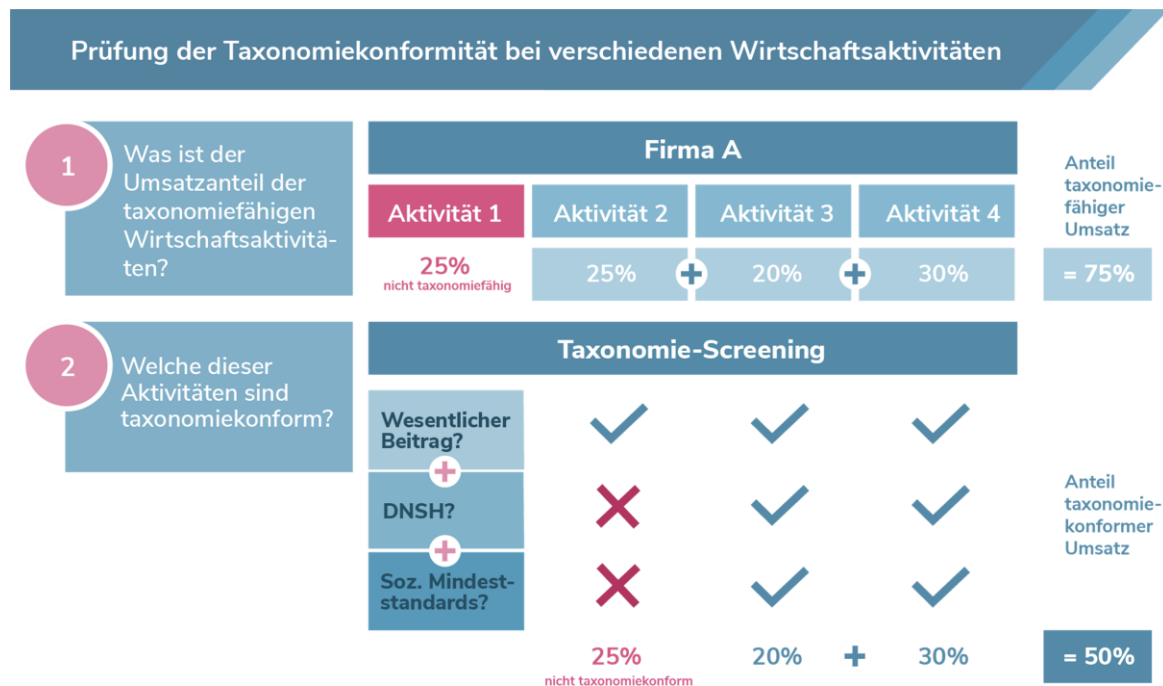 Prüfung der Taxonomiekonformität bei verschiedenen Wirtschaftsaktivitäten
1
Was ist der
Umsatzanteil der
taxonomiefähigen
Wirtschaftsaktivitä-
ten?
Firma A
Aktivität 1
Aktivität 2
Aktivität 3
Aktivität 4
25%
nicht taxonomiefähig
25% + 20% + 30%
Anteil
taxonomie-
fähiger
Umsatz
= 75%
2
Welche dieser
Aktivitäten sind
taxonomiekonform?
Taxonomie-Screening
Wesentlicher
Beitrag?
+
DNSH?
+
Soz. Mindest-
standards?
25%
nicht taxonomiekonform
20% + 30%
Anteil
taxonomie-
konformer
Umsatz
= 50%